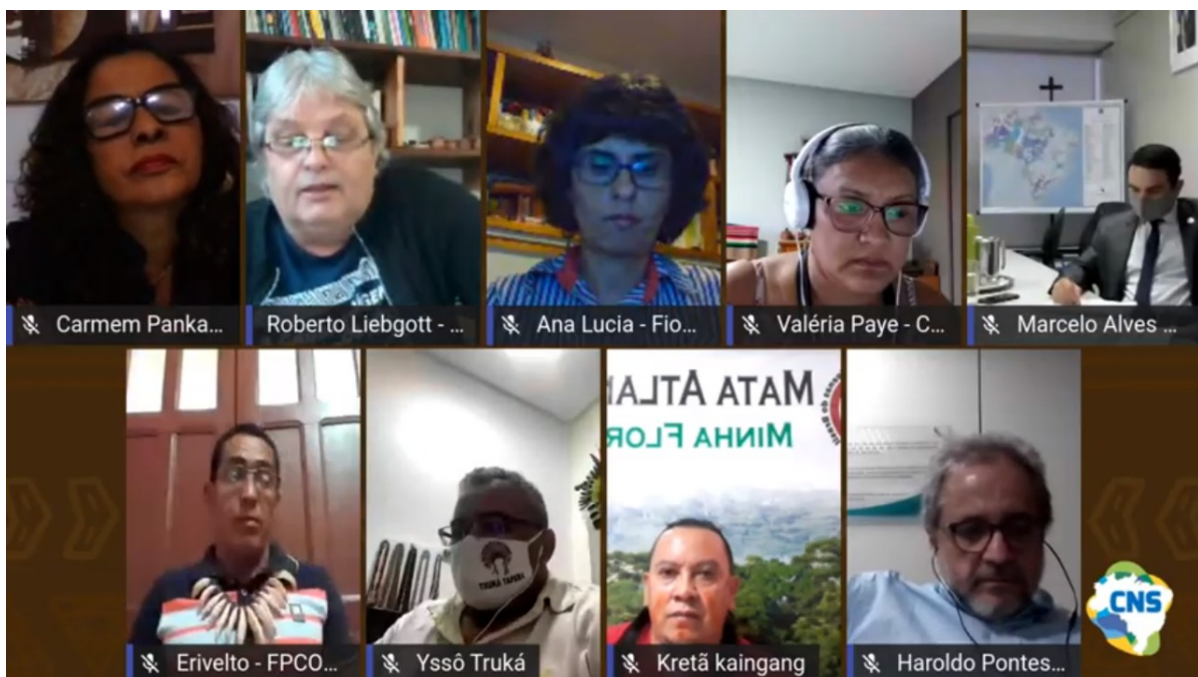 Carmem Panka...
Roberto Liebgott - ...
Ana Lucia - Fio...
Valéria Paye - C...
Marcelo Alves ...
MATA ATLA
MINHA FLOR
TRUKÁ TAPERA
Erivelto - FPCO...
Yssô Truká
Kretã kaingang
Haroldo Pontes...
CNS